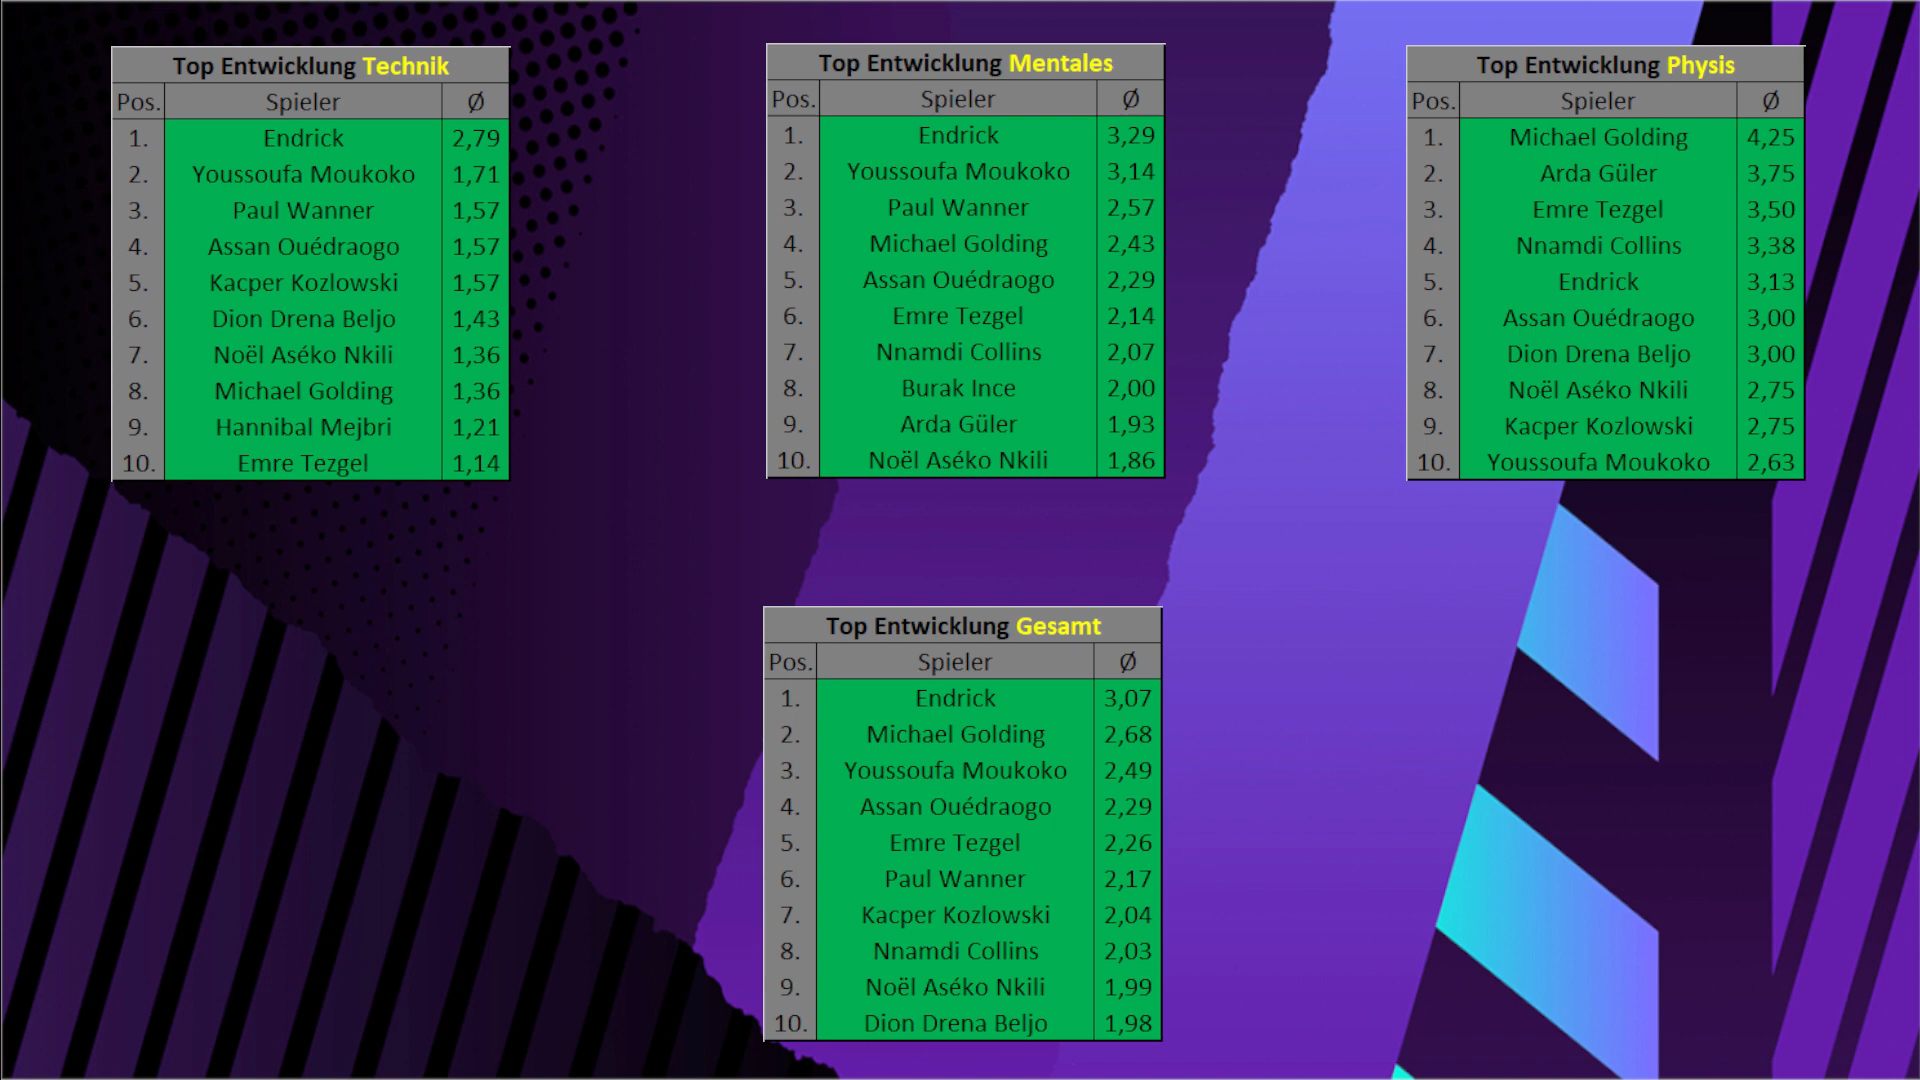 Top Entwicklung Technik
Pos. Spieler Ø
1. Endrick 2,79
2. Youssoufa Moukoko 1,71
3. Paul Wanner 1,57
4. Assan Ouédraogo 1,57
5. Kacper Kozlowski 1,57
6. Dion Drena Beljo 1,43
7. Noël Aséko Nkili 1,36
8. Michael Golding 1,36
9. Hannibal Mejbri 1,21
10. Emre Tezgel 1,14
Top Entwicklung Mentales
Pos. Spieler Ø
1. Endrick 3,29
2. Youssoufa Moukoko 3,14
3. Paul Wanner 2,57
4. Michael Golding 2,43
5. Assan Ouédraogo 2,29
6. Emre Tezgel 2,14
7. Nnamdi Collins 2,07
8. Burak Ince 2,00
9. Arda Güler 1,93
10. Noël Aséko Nkili 1,86
Top Entwicklung Physis
Pos. Spieler Ø
1. Michael Golding 4,25
2. Arda Güler 3,75
3. Emre Tezgel 3,50
4. Nnamdi Collins 3,38
5. Endrick 3,13
6. Assan Ouédraogo 3,00
7. Dion Drena Beljo 3,00
8. Noël Aséko Nkili 2,75
9. Kacper Kozlowski 2,75
10. Youssoufa Moukoko 2,63
Top Entwicklung Gesamt
Pos. Spieler Ø
1. Endrick 3,07
2. Michael Golding 2,68
3. Youssoufa Moukoko 2,49
4. Assan Ouédraogo 2,29
5. Emre Tezgel 2,26
6. Paul Wanner 2,17
7. Kacper Kozlowski 2,04
8. Nnamdi Collins 2,03
9. Noël Aséko Nkili 1,99
10. Dion Drena Beljo 1,98